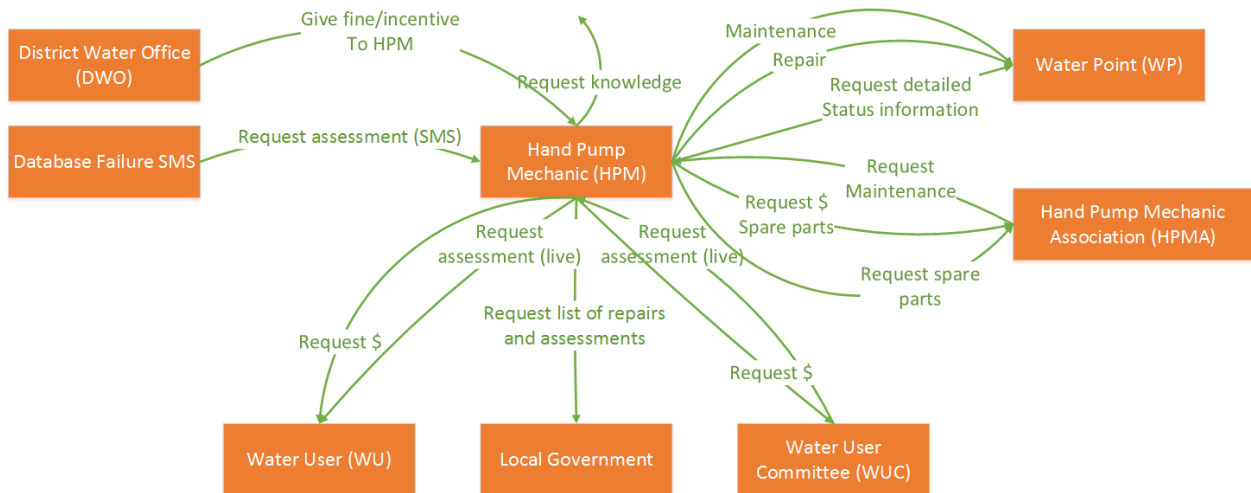 Give fine/incentive
To HPM
District Water Office
(DWO)
Request knowledge
Maintenance
Repair
Water Point (WP)
Request detailed
Status information
Database Failure SMS
Request assessment (SMS)
Hand Pump
Mechanic (HPM)
Request
Maintenance
Request $
Spare parts
Hand Pump Mechanic
Association (HPMA)
Request spare
parts
Request
assessment (live)
Request
assessment (live)
Request list of repairs
and assessments
Request $
Request $
Water User (WU)
Local Government
Water User
Committee (WUC)